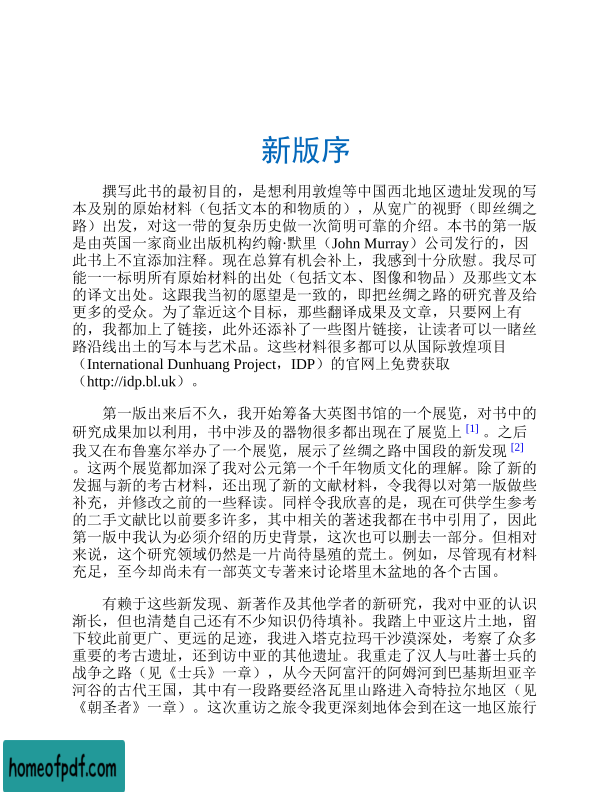 新版序
撰写此书的最初目的，是想利用敦煌等中国西北地区遗址发现的写
本及别的原始材料（包括文本的和物质的），从宽广的视野（即丝绸之
路）出发，对这一带的复杂历史做一次简明可靠的介绍。本书的第一版
是由英国一家商业出版机构约翰·默里（John Murray）公司发行的，因
此书上不宜添加注释。现在总算有机会补上，我感到十分欣慰。我尽可
能一一标明所有原始材料的出处（包括文本、图像和物品）及那些文本
的译文出处。这跟我当初的愿望是一致的，即把丝绸之路的研究普及给
更多的受众。为了靠近这个目标，那些翻译成果及文章，只要网上有
的，我都加上了链接，此外还添补了一些图片链接，让读者可以一睹丝
路沿线出土的写本与艺术品。这些材料很多都可以从国际敦煌项目
（International Dunhuang Project，IDP）的官网上免费获取
（http://idp.bl.uk）。
第一版出来后不久，我开始筹备大英图书馆的一个展览，对书中的
研究成果加以利用，书中涉及的器物很多都出现在了展览上 [1] 。之后
我又在布鲁塞尔举办了一个展览，展示了丝绸之路中国段的新发现 [2]
。这两个展览都加深了我对公元第一个千年物质文化的理解。除了新的
发掘与新的考古材料，还出现了新的文献材料，令我得以对第一版做些
补充，并修改之前的一些释读。同样令我欣喜的是，现在可供学生参考
的二手文献比以前要多许多，其中相关的著述我都在书中引用了，因此
第一版中我认为必须介绍的历史背景，这次也可以删去一部分。但相对
来说，这个研究领域仍然是一片尚待垦殖的荒土。例如，尽管现有材料
充足，至今却尚未有一部英文专著来讨论塔里木盆地的各个古国。
有赖于这些新发现、新著作及其他学者的新研究，我对中亚的认识
渐长，但也清楚自己还有不少知识仍待填补。我踏上中亚这片土地，留
下较此前更广、更远的足迹，我进入塔克拉玛干沙漠深处，考察了众多
重要的考古遗址，还到访中亚的其他遗址。我重走了汉人与吐蕃士兵的
战争之路（见《士兵》一章），从今天阿富汗的阿姆河到巴基斯坦亚辛
河谷的古代王国，其中有一段路要经洛瓦里山路进入奇特拉尔地区（见
《朝圣者》一章）。这次重访之旅令我更深刻地体会到在这一地区旅行
homeofpdf.com